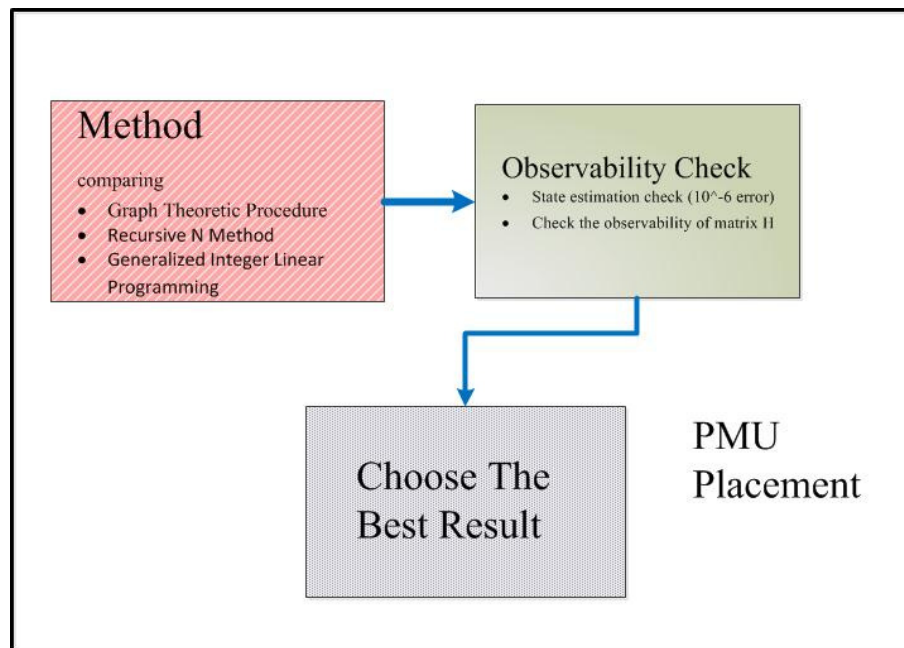 Method
comparing
• Graph Theoretic Procedure
• Recursive N Method
• Generalized Integer Linear
Programming
Observability Check
• State estimation check (10^-6 error)
• Check the observability of matrix H
Choose The
Best Result
PMU
Placement